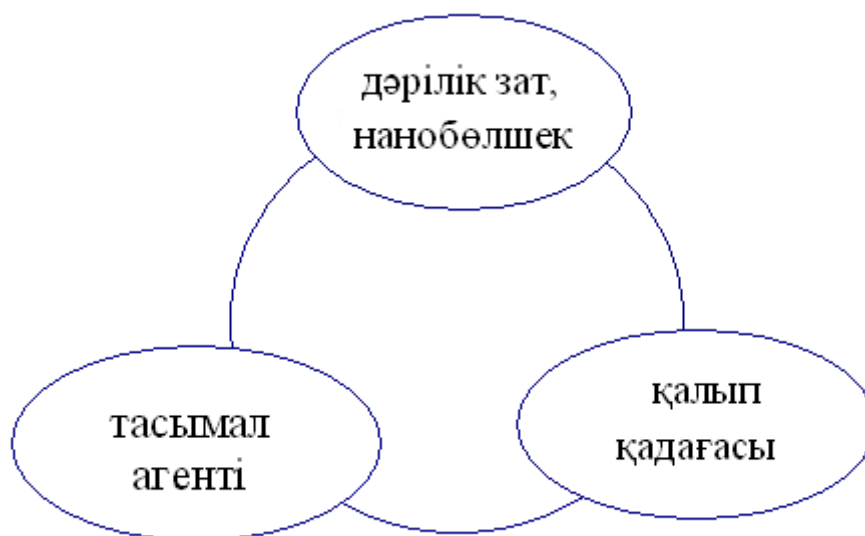 дәрілік зат,
нанобөлшек
тасымал
агенті
қалып
қадағасы